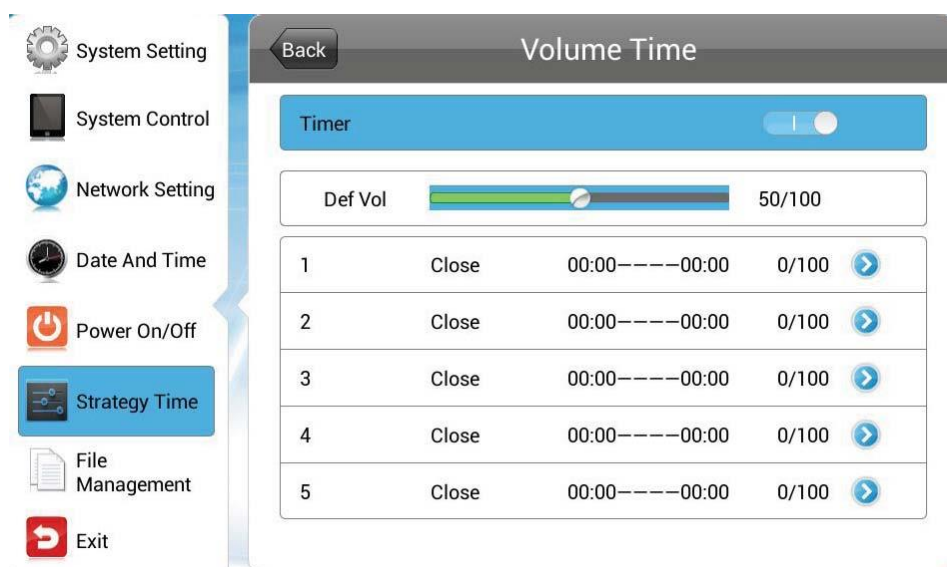 System Setting
System Control
Network Setting
Date And Time
Power On/Off
Strategy Time
File
Management
Exit
Back
Volume Time
Timer
Def Vol 50/100
1 Close 00:00----00:00 0/100
2 Close 00:00----00:00 0/100
3 Close 00:00----00:00 0/100
4 Close 00:00----00:00 0/100
5 Close 00:00----00:00 0/100